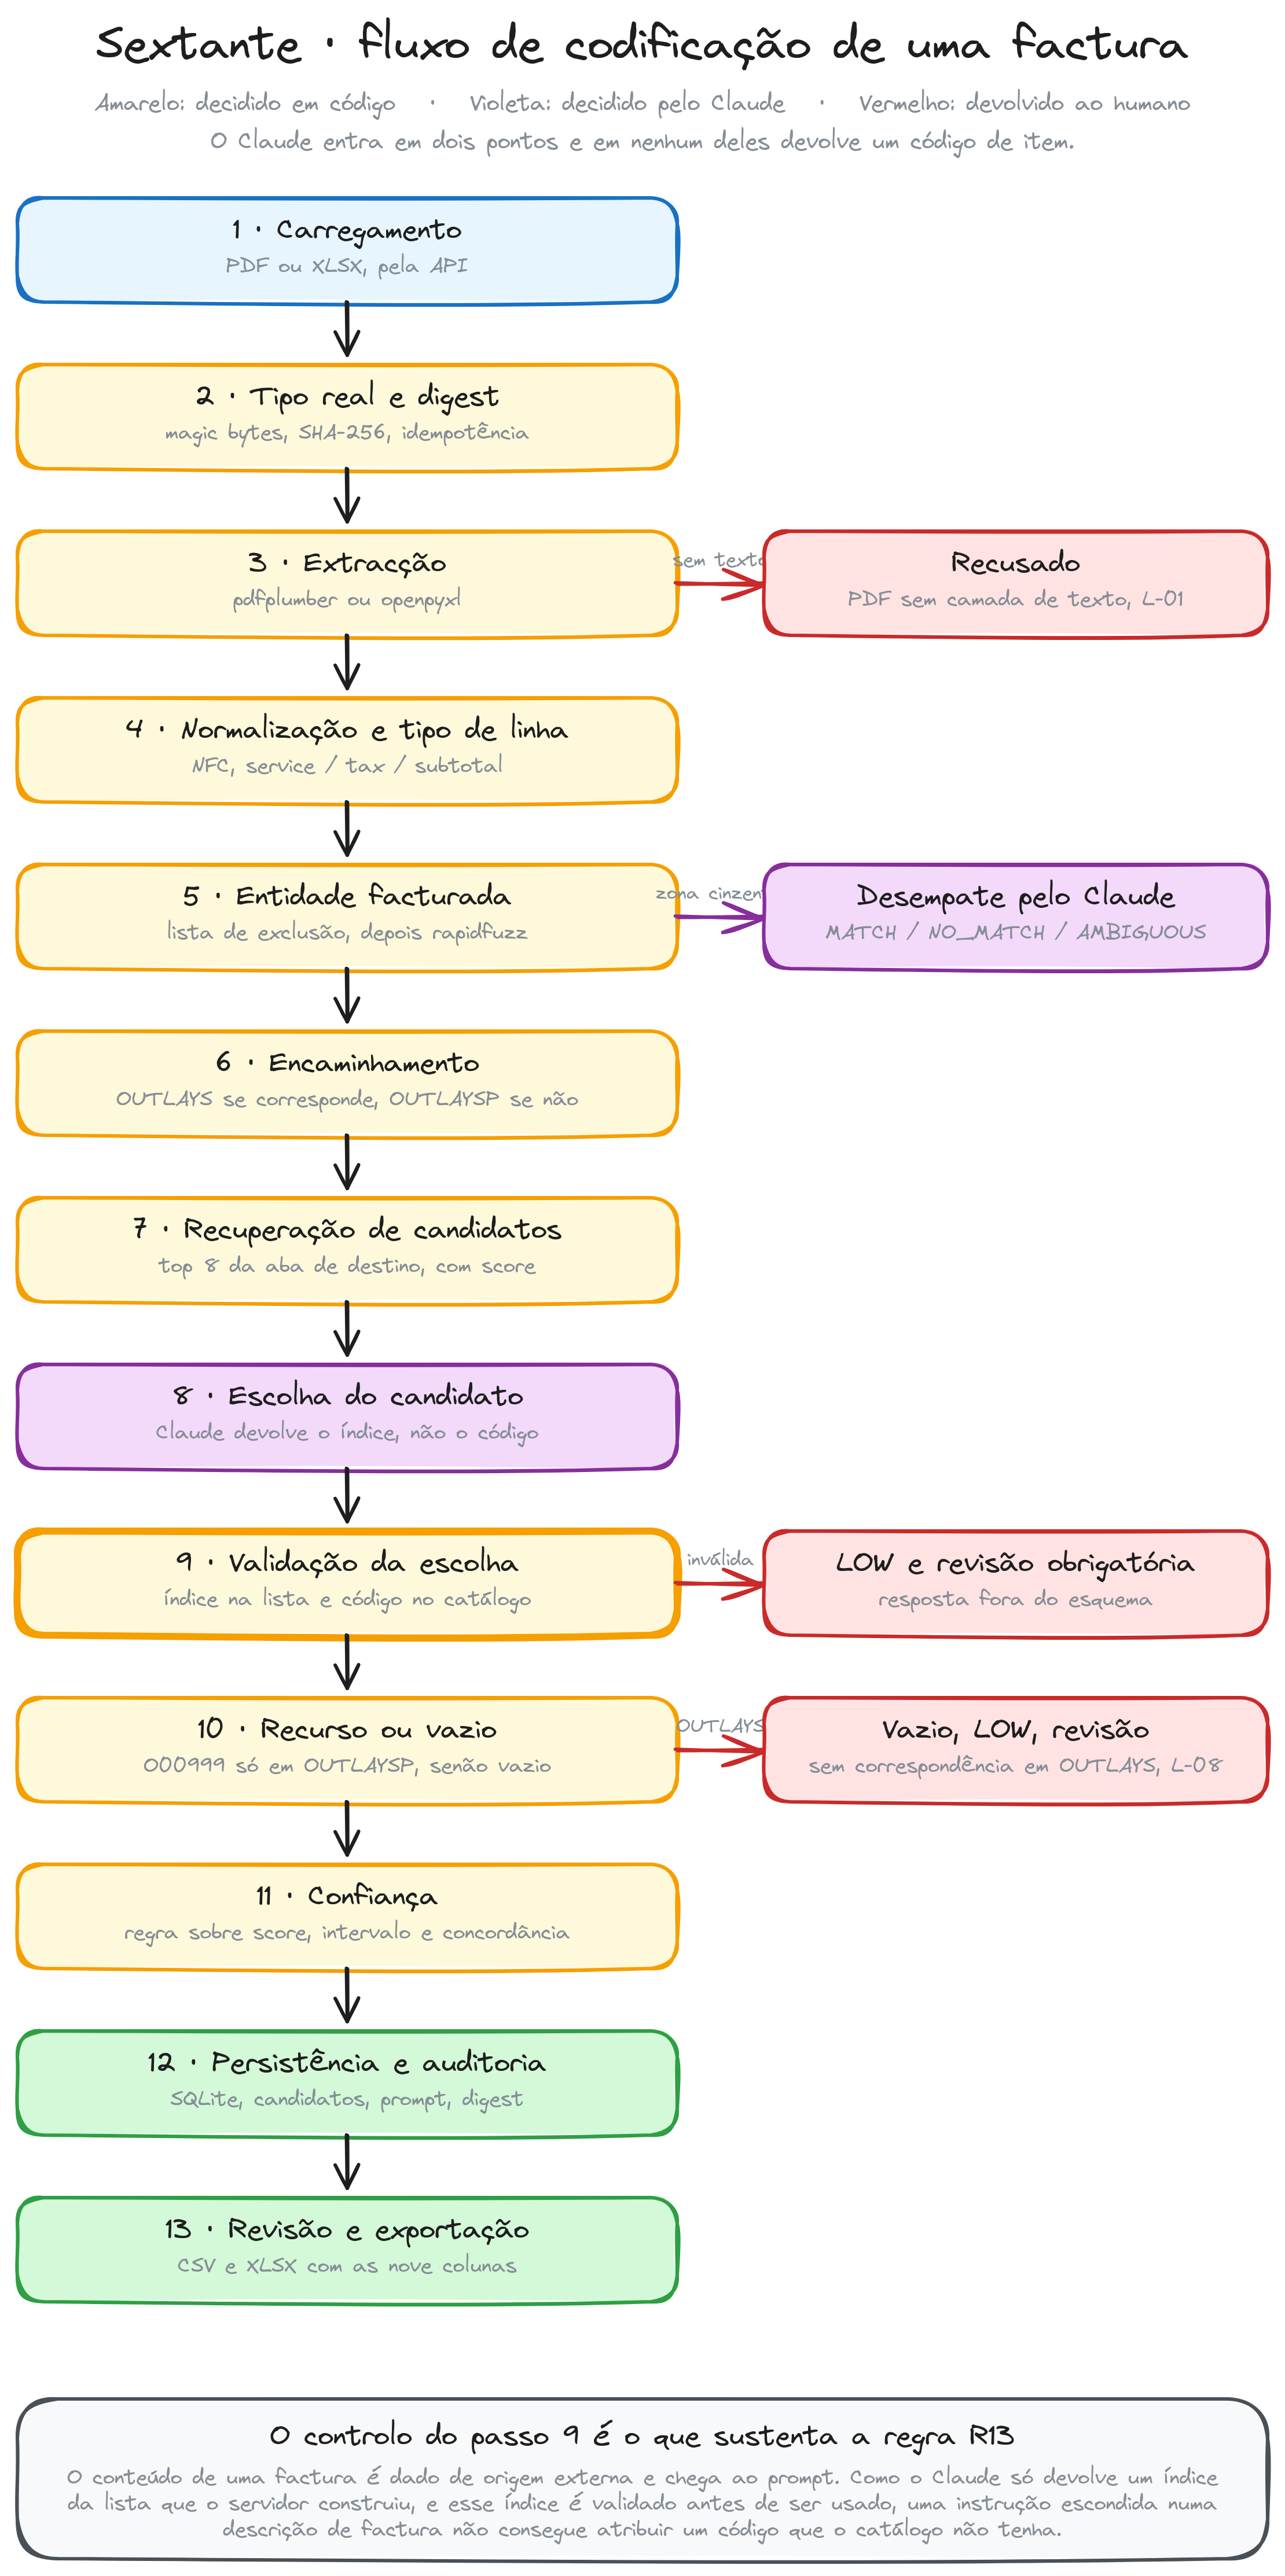 Sextante · fluxo de codificação de uma factura
Amarelo: decidido em código · Violeta: decidido pelo Claude · Vermelho: devolvido ao humano
O Claude entra em dois pontos e em nenhum deles devolve um código de item.
1 · Carregamento
PDF ou XLSX, pela API
2 · Tipo real e digest
magic bytes, SHA-256, idempotência
3 · Extracção
pdfplumber ou openpyxl
sem texto
Recusado
PDF sem camada de texto, L-01
4 · Normalização e tipo de linha
NFC, service / tax / subtotal
5 · Entidade facturada
lista de exclusão, depois rapidfuzz
zona cinzent
Desempate pelo Claude
MATCH / NO_MATCH / AMBIGUOUS
6 · Encaminhamento
OUTLAYS se corresponde, OUTLAYSP se não
7 · Recuperação de candidatos
top 8 da aba de destino, com score
8 · Escolha do candidato
Claude devolve o índice, não o código
9 · Validação da escolha
índice na lista e código no catálogo
inválida
LOW e revisão obrigatória
resposta fora do esquema
10 · Recurso ou vazio
000999 só em OUTLAYSP, senão vazio
OUTLAYS
Vazio, LOW, revisão
sem correspondência em OUTLAYS, L-08
11 · Confiança
regra sobre score, intervalo e concordância
12 · Persistência e auditoria
SQLite, candidatos, prompt, digest
13 · Revisão e exportação
CSV e XLSX com as nove colunas
O controlo do passo 9 é o que sustenta a regra R13
O conteúdo de uma factura é dado de origem externa e chega ao prompt. Como o Claude só devolve um índice
da lista que o servidor construiu, e esse índice é validado antes de ser usado, uma instrução escondida numa
descrição de factura não consegue atribuir um código que o catálogo não tenha.